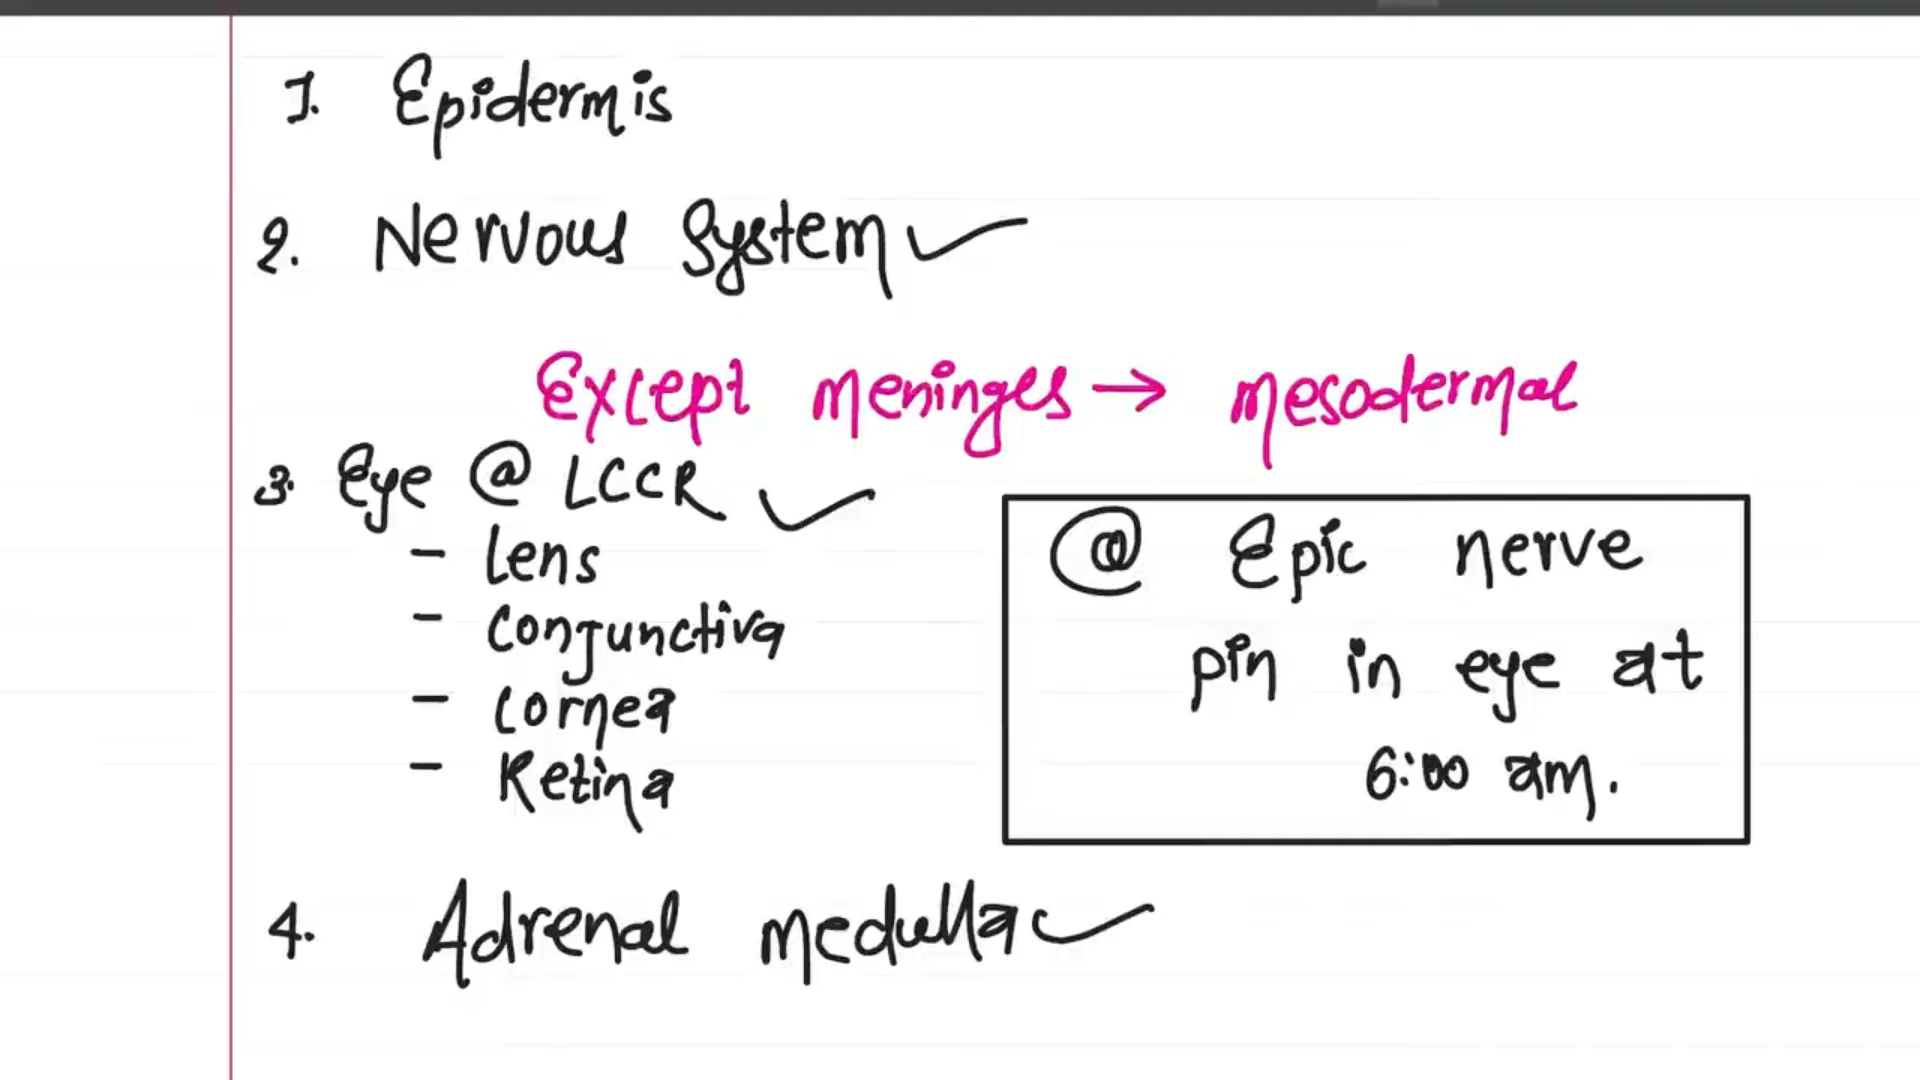 1. Epidermis
2. Nervous System ✓
Except meninges → mesodermal
3. Eye @ LCCR ✓
- Lens
- Conjunctiva
- Cornea
- Retina
@ Epic nerve
pin in eye at
6:00 am.
4. Adrenal medulla ✓